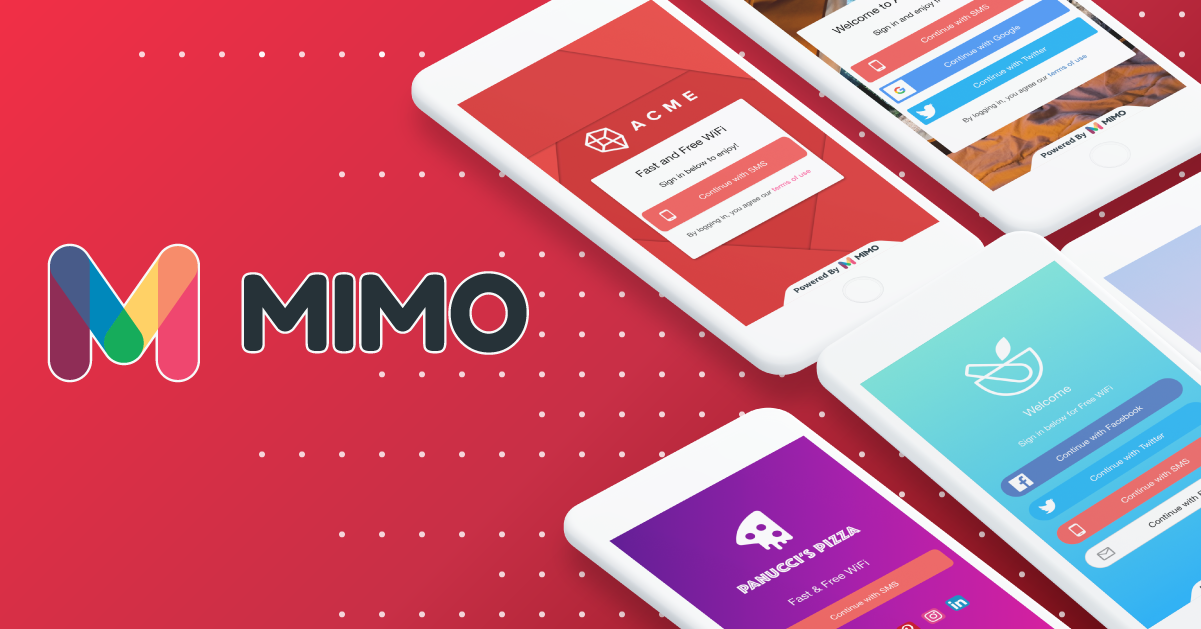 MIMO
ACME
Fast and Free WiFi
Sign in below to enjoy!
Continue with SMS
By logging in, you agree our terms of use
Powered By MIMO
Welcome to
Sign in and enjoy
Continue with SMS
Continue with Google
Continue with Twitter
By logging in, you agree our terms of use
Powered By MIMO
Welcome
Sign in below for Free WiFi
Continue with Facebook
Continue with Twitter
Continue with SMS
Continue with
PANUCCI'S PIZZA
Fast & Free WiFi
Continue with SMS